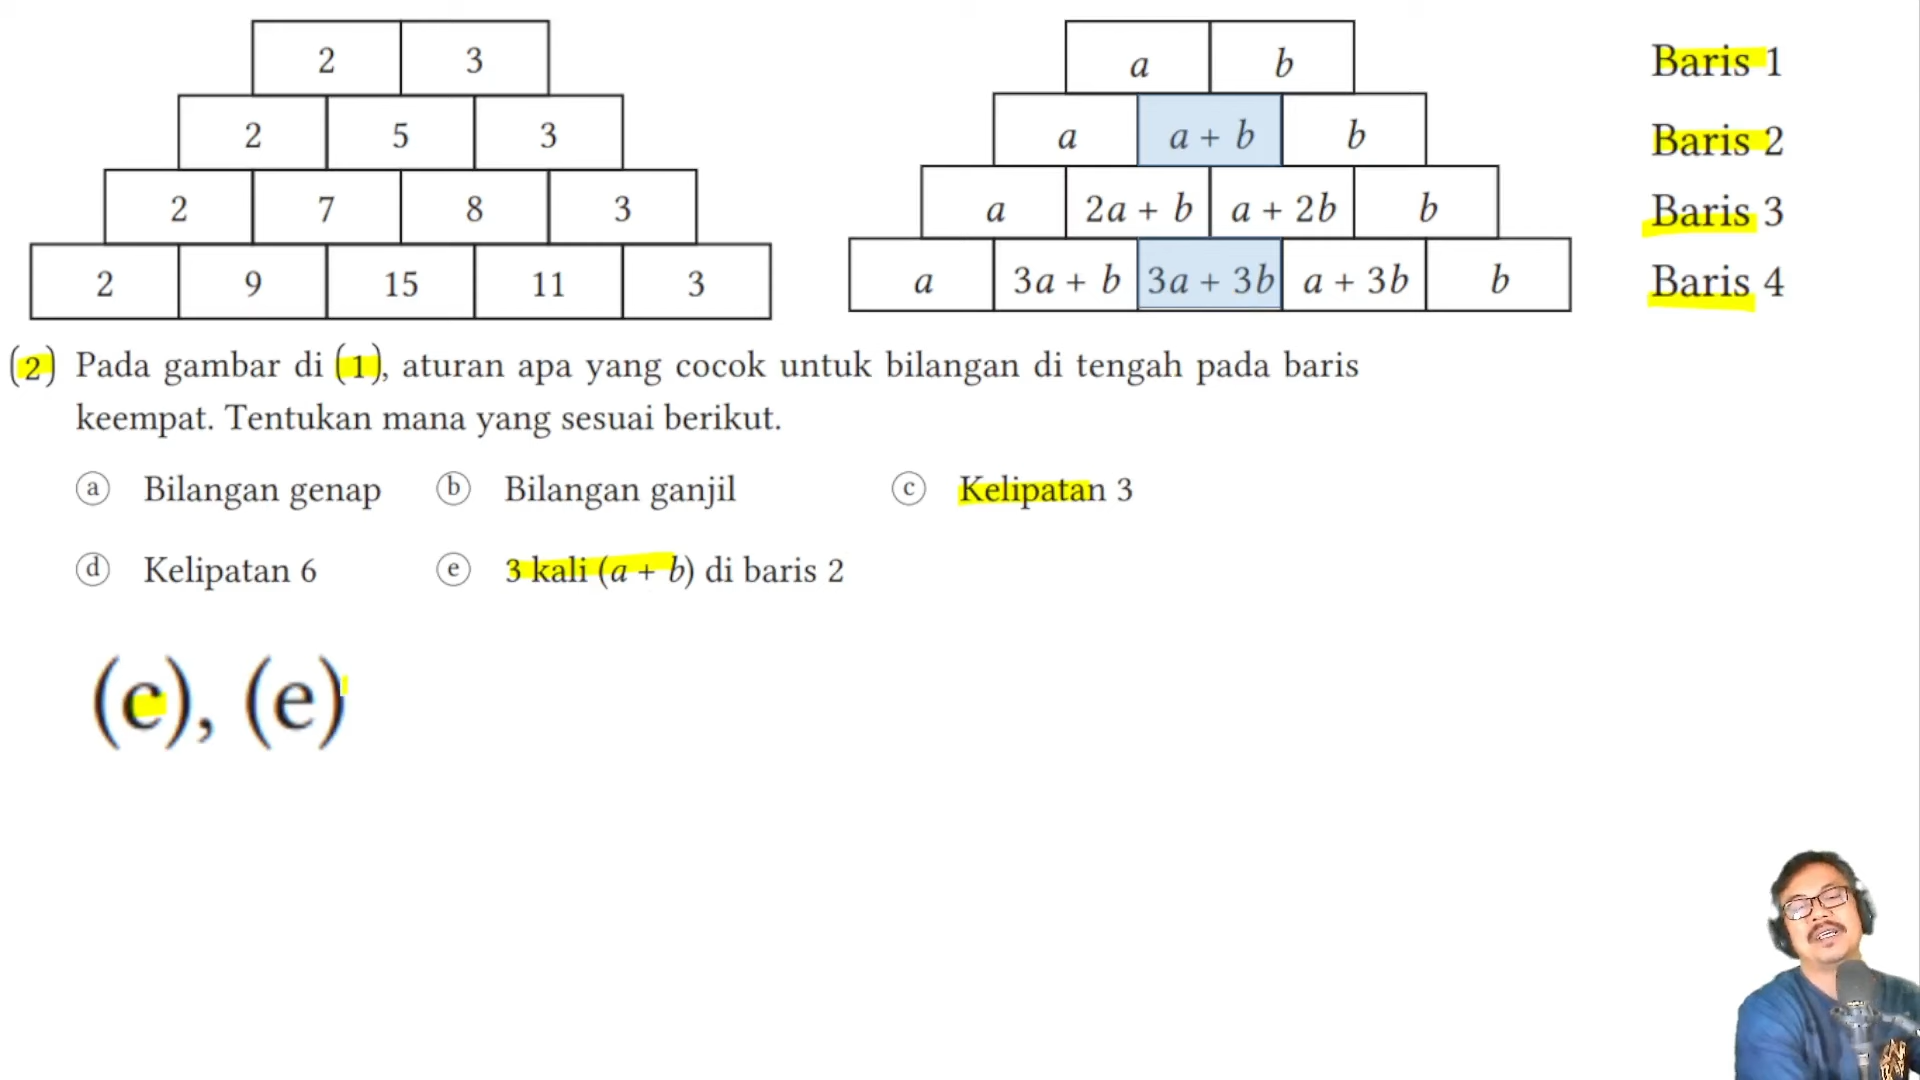 2 3
2 5 3
2 7 8 3
2 9 15 11 3
a b
a a + b b
a 2a + b a + 2b b
a 3a + b 3a + 3b a + 3b b
Baris 1
Baris 2
Baris 3
Baris 4
(2) Pada gambar di (1), aturan apa yang cocok untuk bilangan di tengah pada baris
keempat. Tentukan mana yang sesuai berikut.
ⓐ Bilangan genap ⓑ Bilangan ganjil ⓒ Kelipatan 3
ⓓ Kelipatan 6 ⓔ 3 kali (a + b) di baris 2
(c), (e)